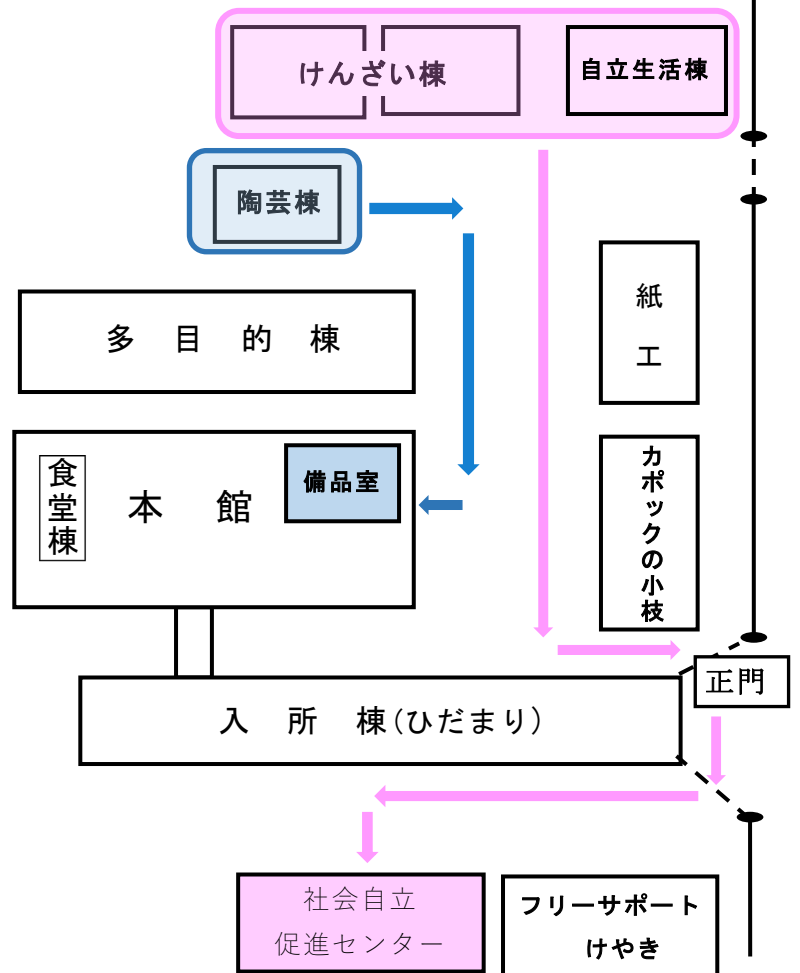 けんざい棟
自立生活棟
陶芸棟
紙
工
多目的棟
食堂棟
本館
備品室
カポックの小枝
正門
入所棟(ひだまり)
社会自立
促進センター
フリーサポート
けやき